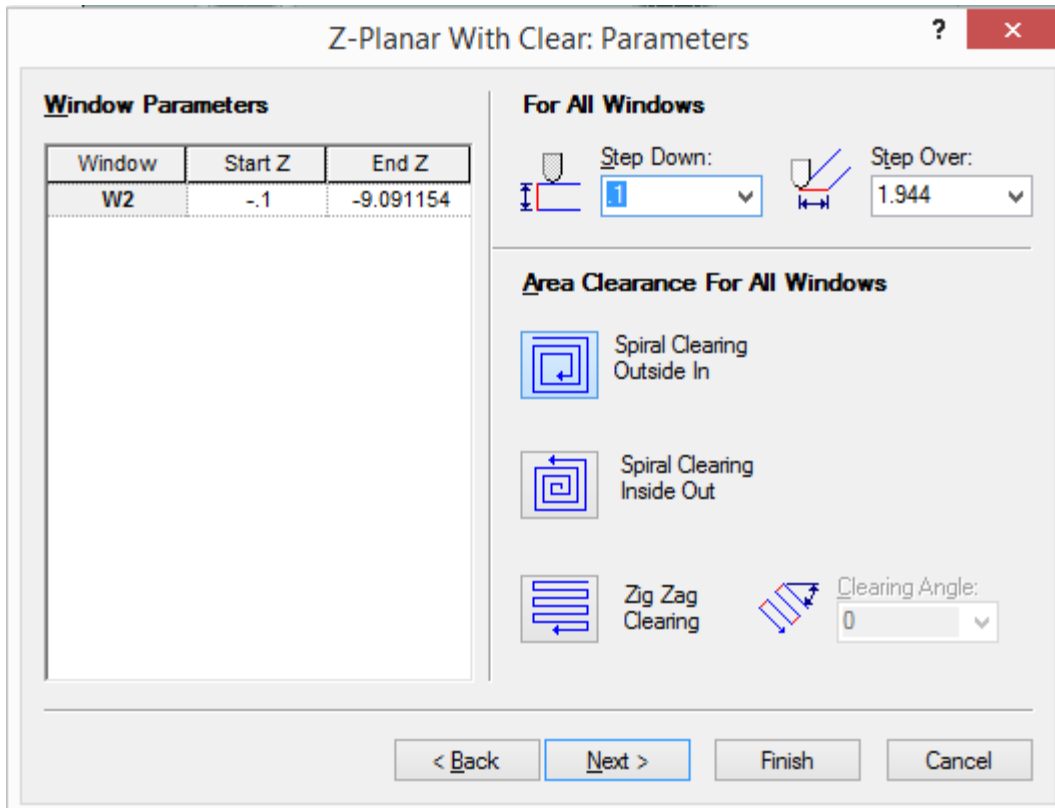 Z-Planar With Clear: Parameters
?
Window Parameters
Window Start Z End Z
W2 -.1 -9.091154
For All Windows
Step Down:
.1
Step Over:
1.944
Area Clearance For All Windows
Spiral Clearing
Outside In
Spiral Clearing
Inside Out
Zig Zag
Clearing
Clearing Angle:
0
< Back Next > Finish Cancel